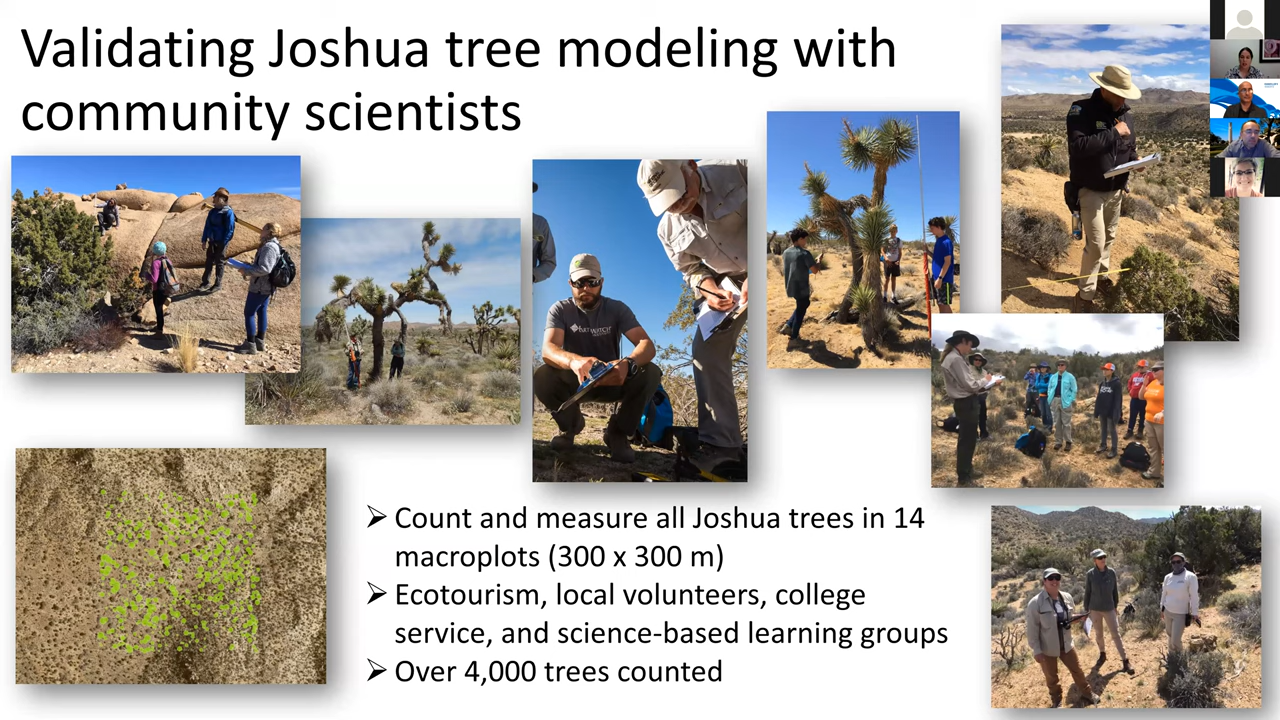 Validating Joshua tree modeling with
community scientists
➢ Count and measure all Joshua trees in 14
macroplots (300 x 300 m)
➢ Ecotourism, local volunteers, college
service, and science-based learning groups
➢ Over 4,000 trees counted